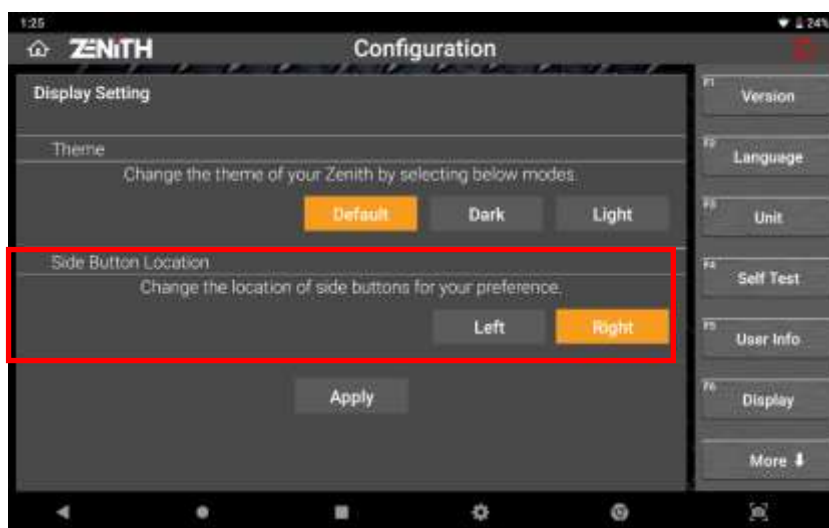 1:25
24%
ZENITH
Configuration
Display Setting
Theme
Change the theme of your Zenith by selecting below modes.
Default
Dark
Light
Side Button Location
Change the location of side buttons for your preference.
Left
Right
Apply
F1
Version
F2
Language
F3
Unit
F4
Self Test
F5
User Info
F6
Display
More